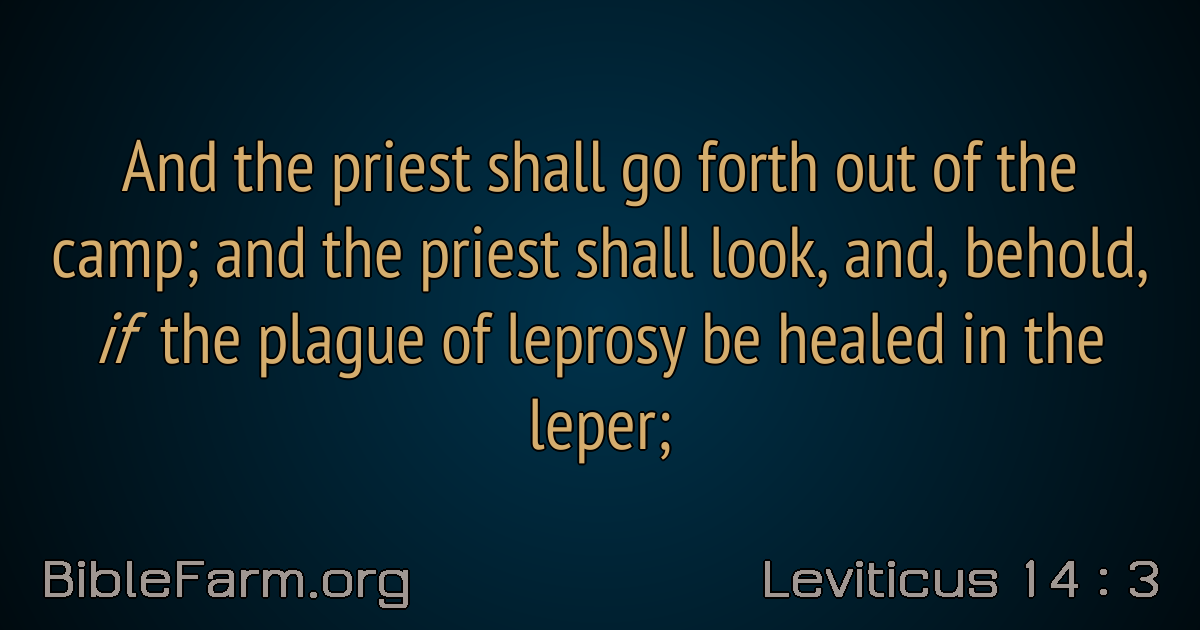 And the priest shall go forth out of the
camp; and the priest shall look, and, behold,
if the plague of leprosy be healed in the
leper;
BibleFarm.org
Leviticus 14 : 3